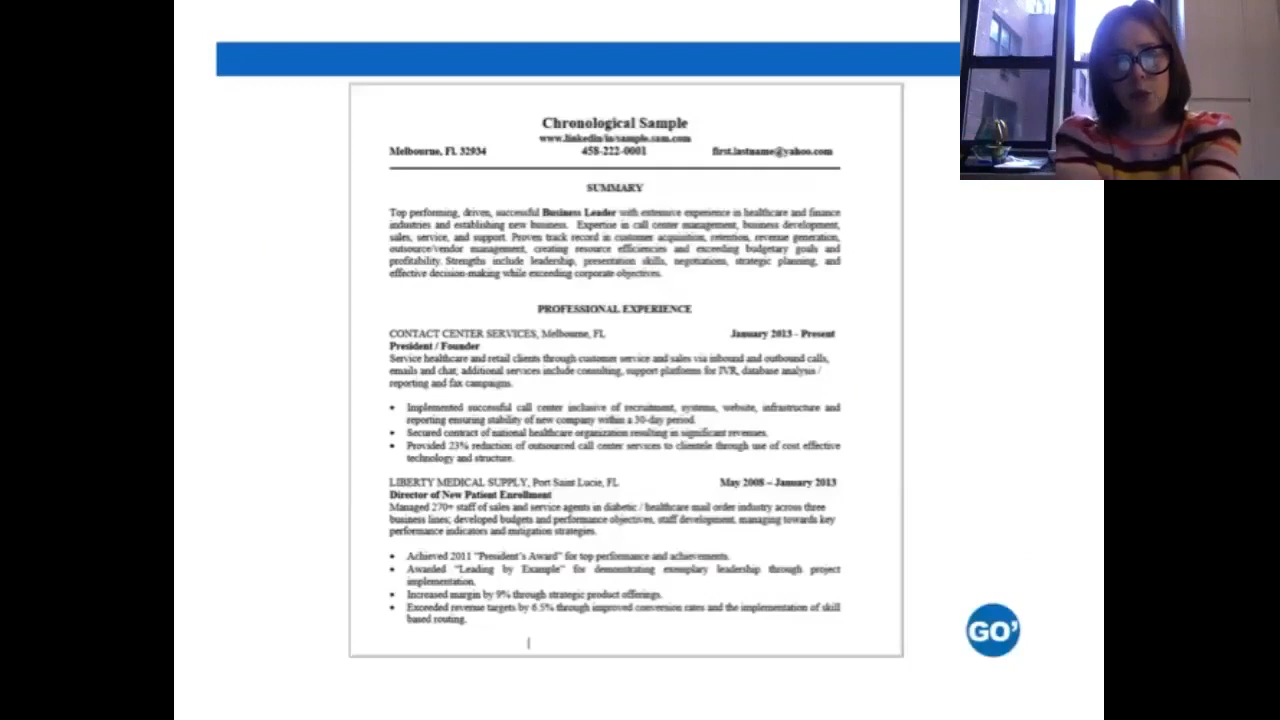 Chronological Sample
www.linkedin/in/sample.sam.com
Melbourne, FL 32934 458-222-0001 first.lastname@yahoo.com
SUMMARY
Top performing, driven, successful Business Leader with extensive experience in healthcare and finance
industries and establishing new business. Expertise in call center management, business development,
sales, service, and support. Proven track record in customer acquisition, retention, revenue generation,
outsource/vendor management, creating resource efficiencies and exceeding budgetary goals and
profitability. Strengths include leadership, presentation skills, negotiations, strategic planning, and
effective decision-making while exceeding corporate objectives.
PROFESSIONAL EXPERIENCE
CONTACT CENTER SERVICES, Melbourne, FL January 2013 - Present
President / Founder
Service healthcare and retail clients through customer service and sales via inbound and outbound calls,
emails and chat; additional services include consulting, support platforms for IVR, database analysis /
reporting and fax campaigns.
• Implemented successful call center inclusive of recruitment, systems, website, infrastructure and
reporting ensuring stability of new company within a 30-day period.
• Secured contract of national healthcare organization resulting in significant revenues.
• Provided 23% reduction of outsourced call center services to clientele through use of cost effective
technology and structure.
LIBERTY MEDICAL SUPPLY, Port Saint Lucie, FL May 2008 – January 2013
Director of New Patient Enrollment
Managed 270+ staff of sales and service agents in diabetic / healthcare mail order industry across three
business lines; developed budgets and performance objectives, staff development, managing towards key
performance indicators and mitigation strategies.
• Achieved 2011 "President's Award" for top performance and achievements.
• Awarded "Leading by Example" for demonstrating exemplary leadership through project
implementation.
• Increased margin by 9% through strategic product offerings.
• Exceeded revenue targets by 6.5% through improved conversion rates and the implementation of skill
based routing.
GO'